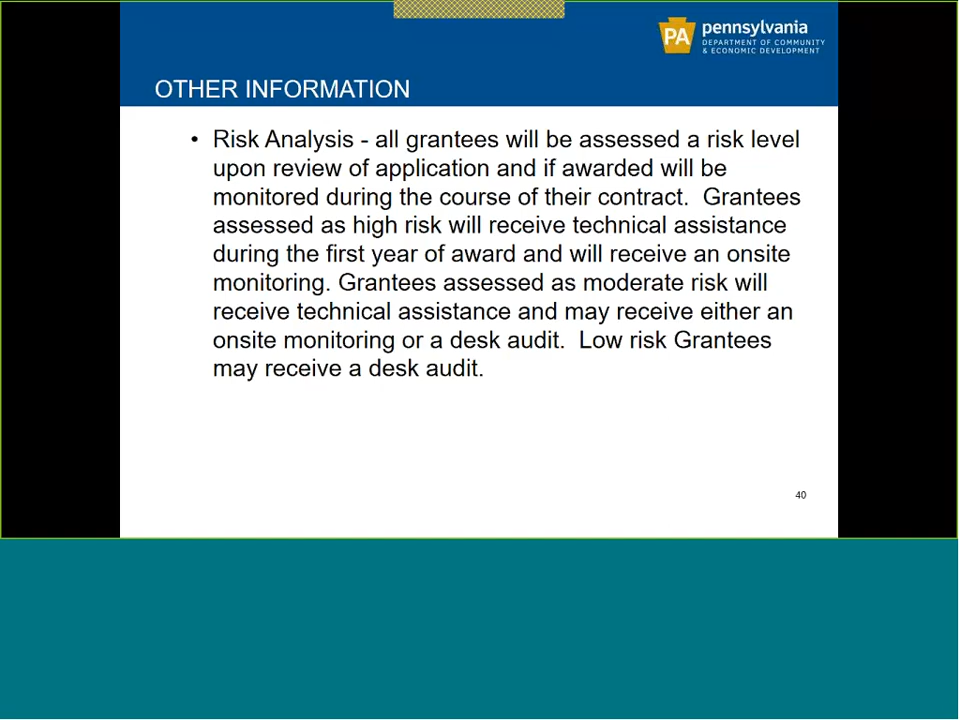 PA pennsylvania
DEPARTMENT OF COMMUNITY
& ECONOMIC DEVELOPMENT
OTHER INFORMATION
• Risk Analysis - all grantees will be assessed a risk level
upon review of application and if awarded will be
monitored during the course of their contract.  Grantees
assessed as high risk will receive technical assistance
during the first year of award and will receive an onsite
monitoring. Grantees assessed as moderate risk will
receive technical assistance and may receive either an
onsite monitoring or a desk audit.  Low risk Grantees
may receive a desk audit.
40